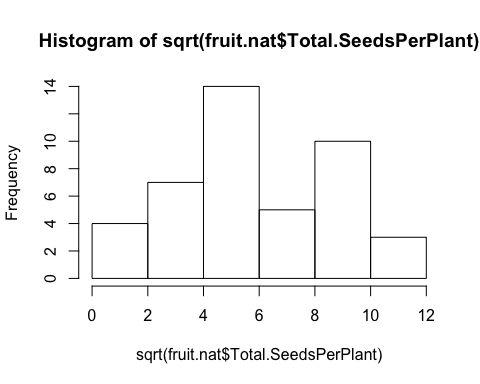 Histogram of sqrt(fruit.nat$Total.SeedsPerPlant)
Frequency
14
10
8
6
4
2
0
0 2 4 6 8 10 12
sqrt(fruit.nat$Total.SeedsPerPlant)